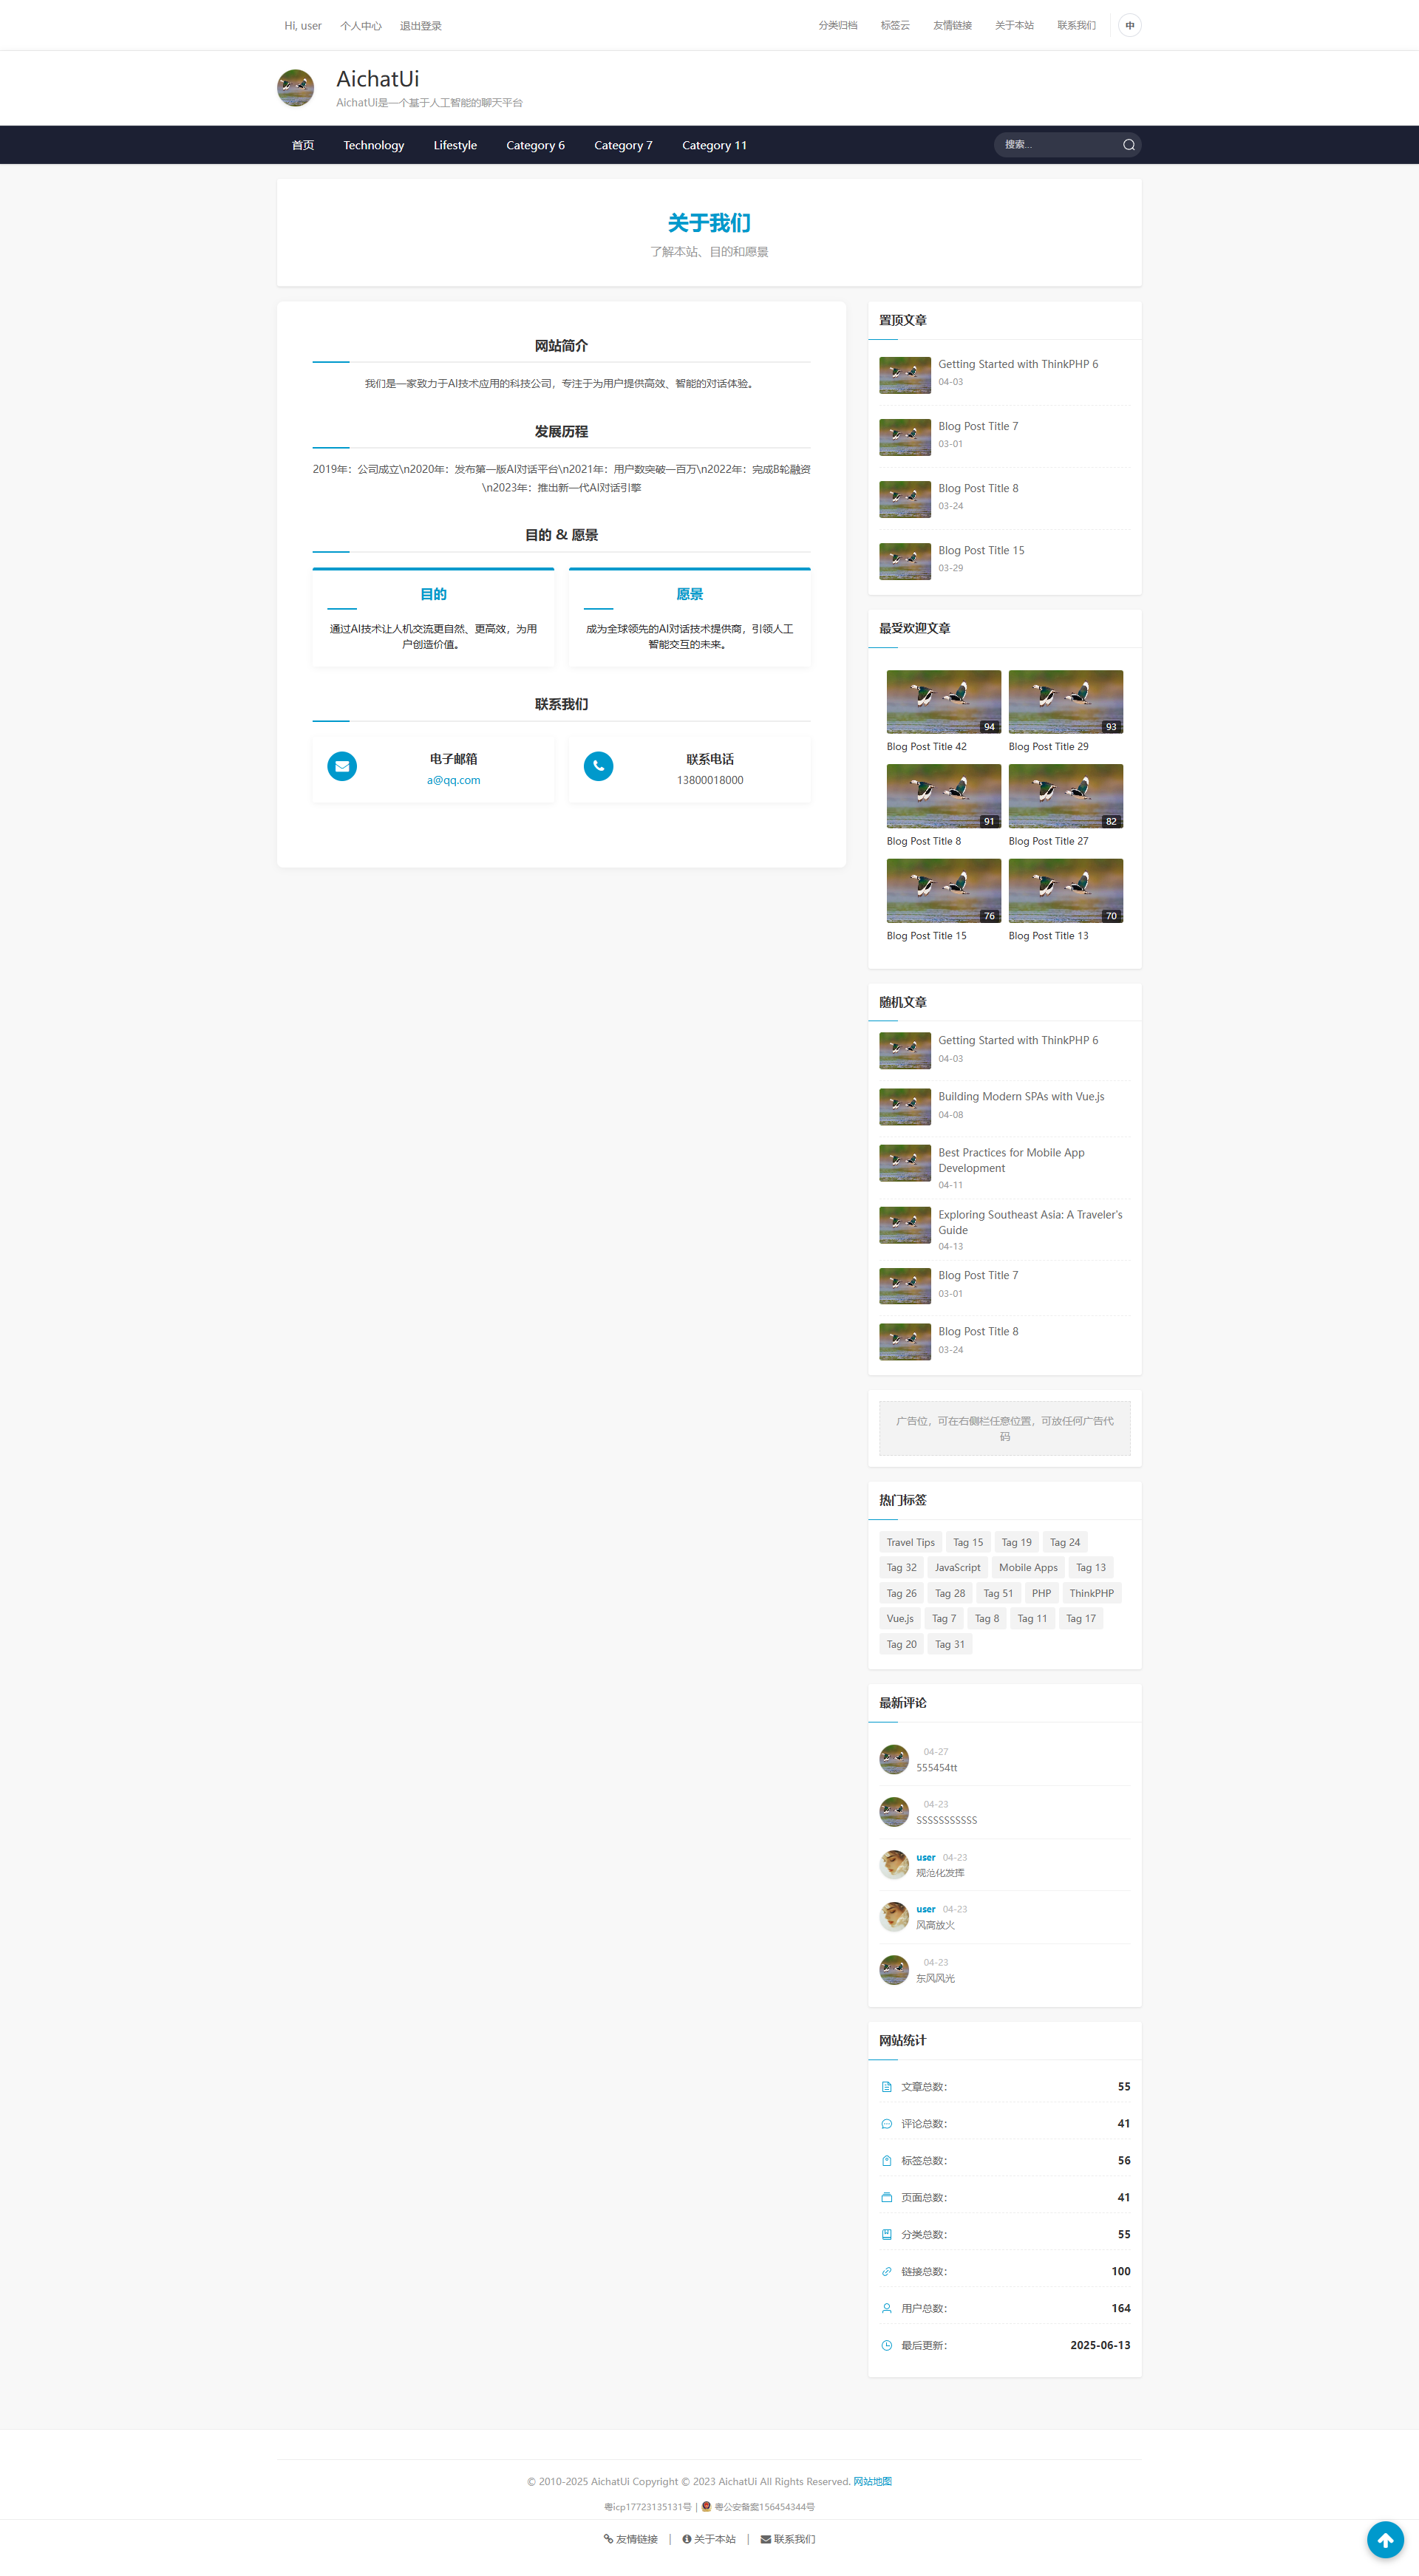 Hi, user 个人中心 退出登录
分类归档 标签云 友情链接 关于本站 联系我们 中
AichatUi
AichatUi是一个基于人工智能的聊天平台
首页 Technology Lifestyle Category 6 Category 7 Category 11 搜索...
关于我们
了解本站、目的和愿景
网站简介
我们是一家致力于AI技术应用的科技公司，专注于为用户提供高效、智能的对话体验。
发展历程
2019年：公司成立\n2020年：发布第一版AI对话平台\n2021年：用户数突破一百万\n2022年：完成B轮融资
\n2023年：推出新一代AI对话引擎
目的 & 愿景
目的
通过AI技术让人机交流更自然、更高效，为用
户创造价值。
愿景
成为全球领先的AI对话技术提供商，引领人工
智能交互的未来。
联系我们
电子邮箱
a@qq.com
联系电话
13800018000
置顶文章
Getting Started with ThinkPHP 6
04-03
Blog Post Title 7
03-01
Blog Post Title 8
03-24
Blog Post Title 15
03-29
最受欢迎文章
94 93
Blog Post Title 42 Blog Post Title 29
91 82
Blog Post Title 8 Blog Post Title 27
76 70
Blog Post Title 15 Blog Post Title 13
随机文章
Getting Started with ThinkPHP 6
04-03
Building Modern SPAs with Vue.js
04-08
Best Practices for Mobile App
Development
04-11
Exploring Southeast Asia: A Traveler's
Guide
04-13
Blog Post Title 7
03-01
Blog Post Title 8
03-24
广告位，可在右侧栏任意位置，可放任何广告代
码
热门标签
Travel Tips Tag 15 Tag 19 Tag 24
Tag 32 JavaScript Mobile Apps Tag 13
Tag 26 Tag 28 Tag 51 PHP ThinkPHP
Vue.js Tag 7 Tag 8 Tag 11 Tag 17
Tag 20 Tag 31
最新评论
04-27
555454tt
04-23
SSSSSSSSSSS
user 04-23
规范化发挥
user 04-23
风高放火
04-23
东风风光
网站统计
文章总数： 55
评论总数： 41
标签总数： 56
页面总数： 41
分类总数： 55
链接总数： 100
用户总数： 164
最后更新： 2025-06-13
© 2010-2025 AichatUi Copyright © 2023 AichatUi All Rights Reserved. 网站地图
粤icp17723135131号 | 粤公安备案156454344号
友情链接 | 关于本站 | 联系我们